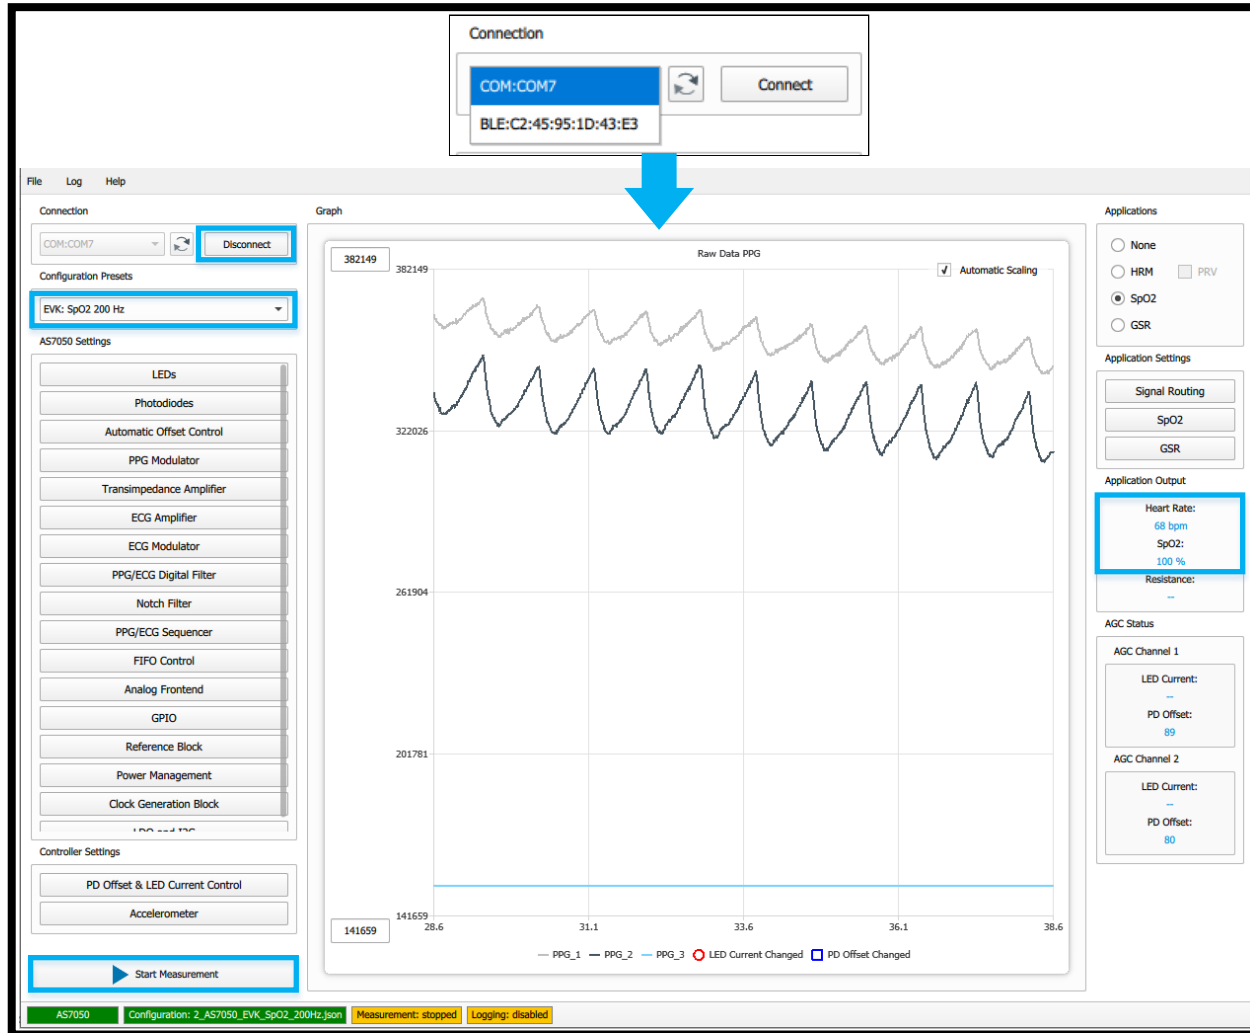 Connection
COM:COM7
Connect
BLE:C2:45:95:1D:43:E3
File Log Help
Connection
COM:COM7
Disconnect
Configuration Presets
EVK: SpO2 200 Hz
AS7050 Settings
LEDs
Photodiodes
Automatic Offset Control
PPG Modulator
Transimpedance Amplifier
ECG Amplifier
ECG Modulator
PPG/ECG Digital Filter
Notch Filter
PPG/ECG Sequencer
FIFO Control
Analog Frontend
GPIO
Reference Block
Power Management
Clock Generation Block
LDO and I2C
Controller Settings
PD Offset & LED Current Control
Accelerometer
Start Measurement
Graph
382149
Raw Data PPG
Automatic Scaling
382149
322026
261904
201781
141659
141659
28.6 31.1 33.6 36.1 38.6
PPG_1 PPG_2 PPG_3 LED Current Changed PD Offset Changed
Applications
None
HRM PRV
SpO2
GSR
Application Settings
Signal Routing
SpO2
GSR
Application Output
Heart Rate:
68 bpm
SpO2:
100 %
Resistance:
--
AGC Status
AGC Channel 1
LED Current:
--
PD Offset:
89
AGC Channel 2
LED Current:
--
PD Offset:
80
AS7050 Configuration: 2_AS7050_EVK_SpO2_200Hz.json Measurement: stopped Logging: disabled